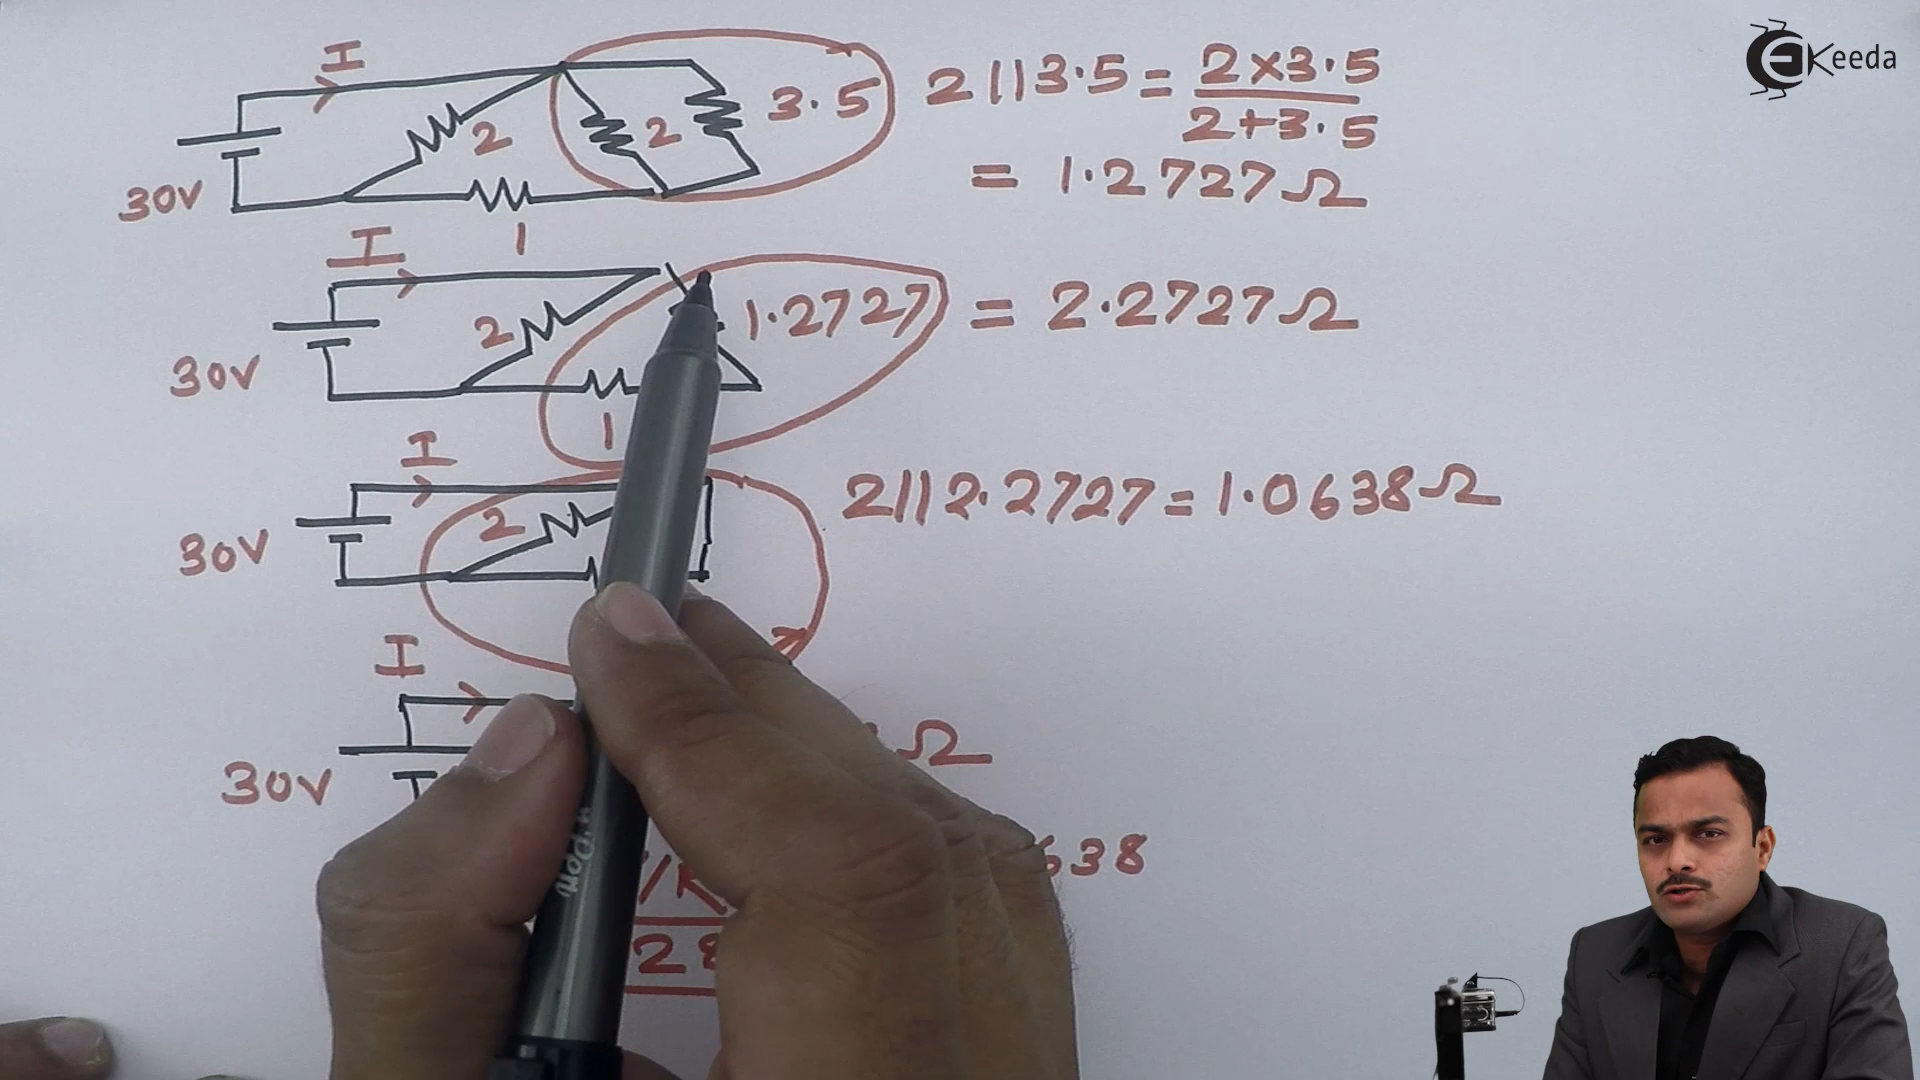 I
2
2
3.5
2||3.5 = 2×3.5
2+3.5
30V
= 1.2727Ω
1
I
2
1.2727 = 2.2727Ω
30V
1
I
2
2||2.2727 = 1.0638Ω
30V
I
Ω
30V
638
28
Keeda